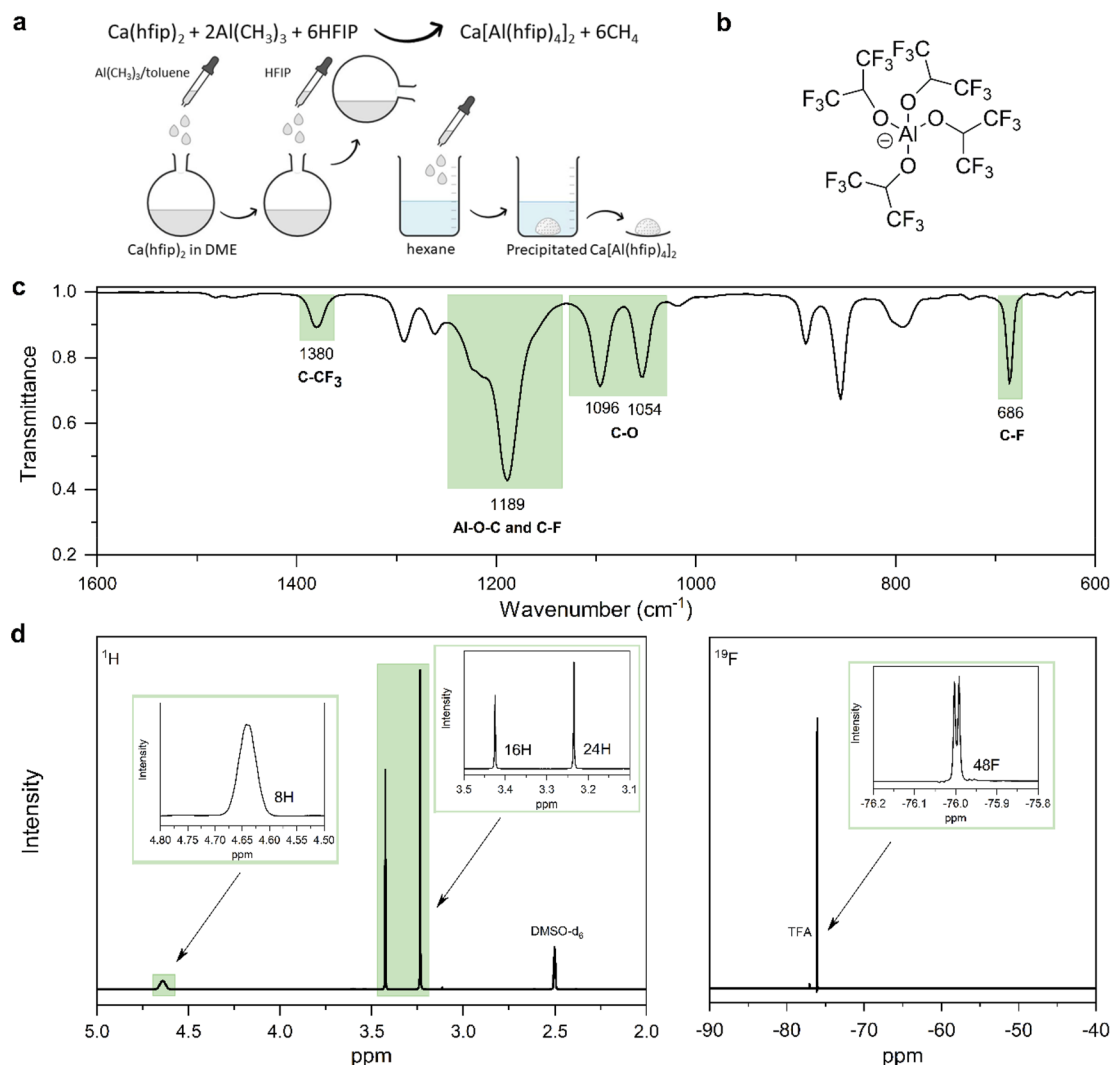 a
Ca(hfip)₂ + 2Al(CH₃)₃ + 6HFIP Ca[Al(hfip)₄]₂ + 6CH₄
Al(CH₃)₃/toluene HFIP
Ca(hfip)₂ in DME
hexane Precipitated Ca[Al(hfip)₄]₂
b
CF₃ F₃C
F₃C CF₃
O O CF₃
⊖ Al O
O CF₃
F₃C
CF₃
c
Transmittance
1.0
0.8
0.6
0.4
0.2
1380
C-CF₃
1189
Al-O-C and C-F
1096 1054
C-O
686
C-F
1600 1400 1200 1000 800 600
Wavenumber (cm⁻¹)
d
Intensity
¹H
Intensity
8H
4.80 4.75 4.70 4.65 4.60 4.55 4.50
ppm
Intensity
16H 24H
3.5 3.4 3.3 3.2 3.1
ppm
DMSO-d₆
5.0 4.5 4.0 3.5 3.0 2.5 2.0
ppm
¹⁹F
Intensity
48F
-76.2 -76.1 -76.0 -75.9 -75.8
ppm
TFA
-90 -80 -70 -60 -50 -40
ppm